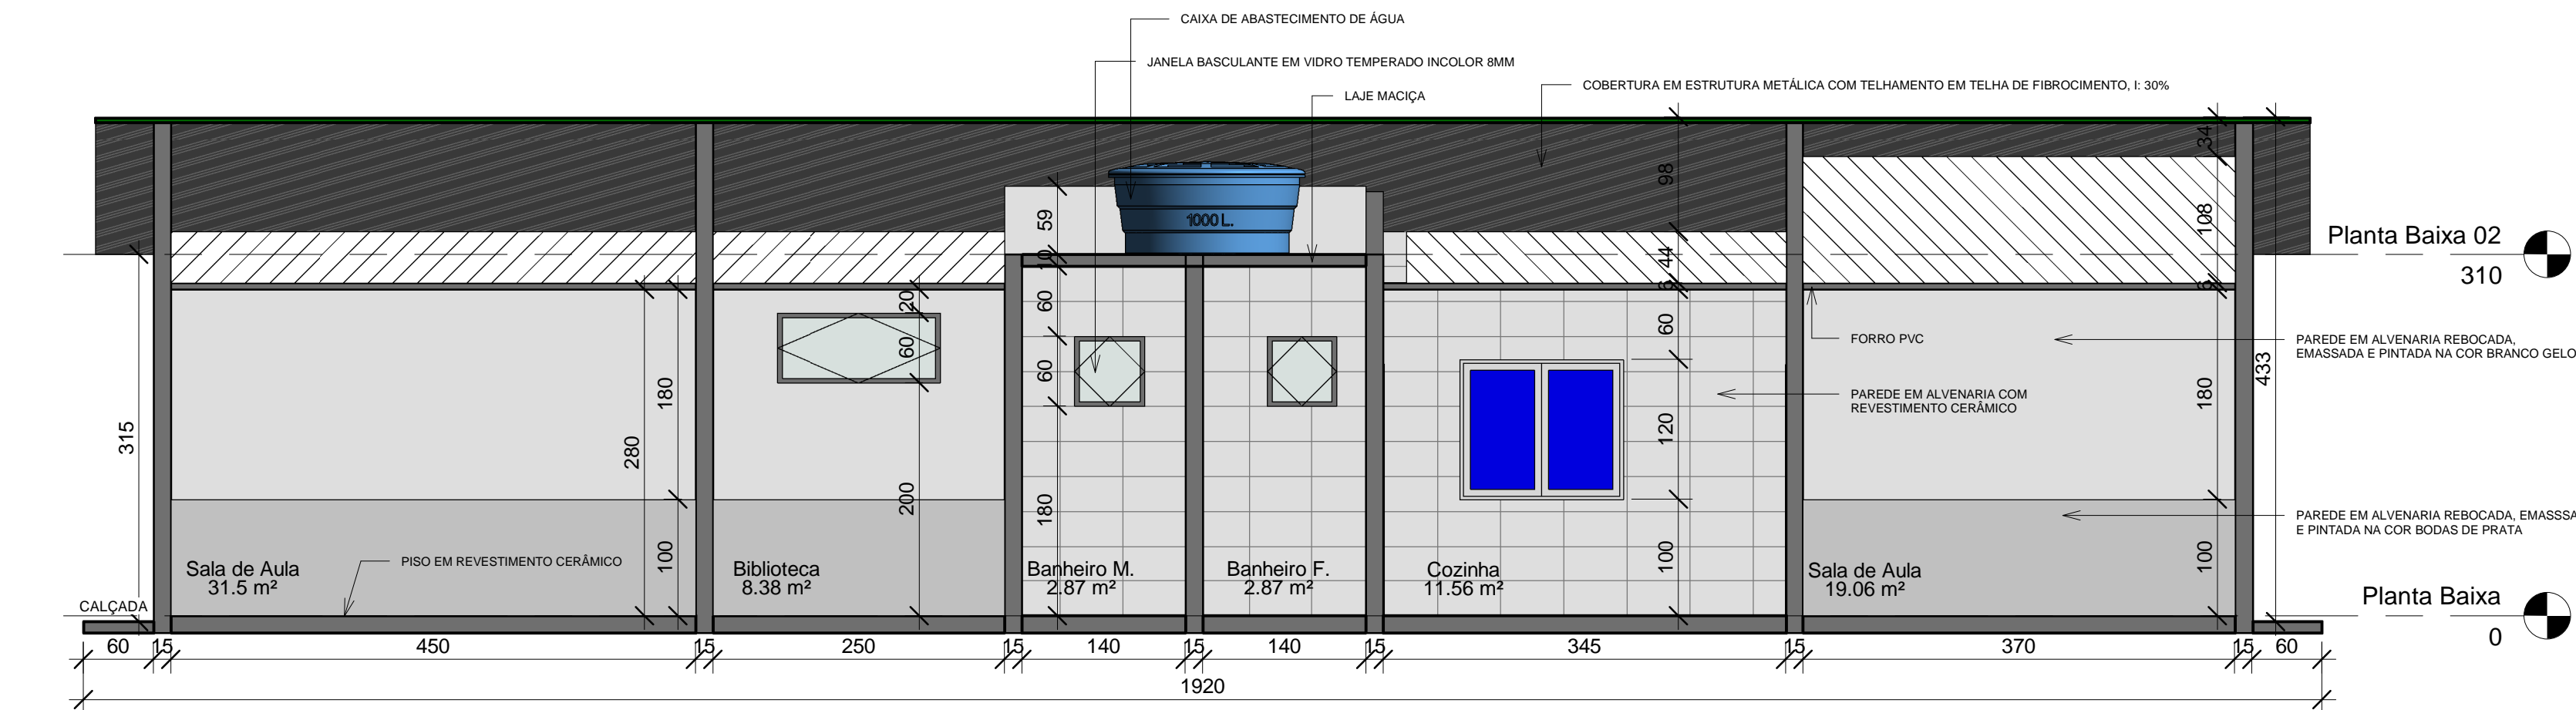 CAIXA DE ABASTECIMENTO DE ÁGUA
JANELA BASCULANTE EM VIDRO TEMPERADO INCOLOR 8MM
COBERTURA EM ESTRUTURA METÁLICA COM TELHAMENTO EM TELHA DE FIBROCIMENTO, I: 30%
LAJE MACIÇA
34
98
108
59
1000 L.
Planta Baixa 02
310
10
44
6
6
20
60
60
60
60
FORRO PVC
PAREDE EM ALVENARIA REBOCADA,
EMASSADA E PINTADA NA COR BRANCO GELO
433
180
180
PAREDE EM ALVENARIA COM
REVESTIMENTO CERÂMICO
120
315
280
200
180
PAREDE EM ALVENARIA REBOCADA, EMASSSA
E PINTADA NA COR BODAS DE PRATA
100
100
100
PISO EM REVESTIMENTO CERÂMICO
Sala de Aula
31.5 m²
Biblioteca
8.38 m²
Banheiro M.
2.87 m²
Banheiro F.
2.87 m²
Cozinha
11.56 m²
Sala de Aula
19.06 m²
CALÇADA
Planta Baixa
0
60 15 450 15 250 15 140 15 140 15 345 15 370 15 60
1920